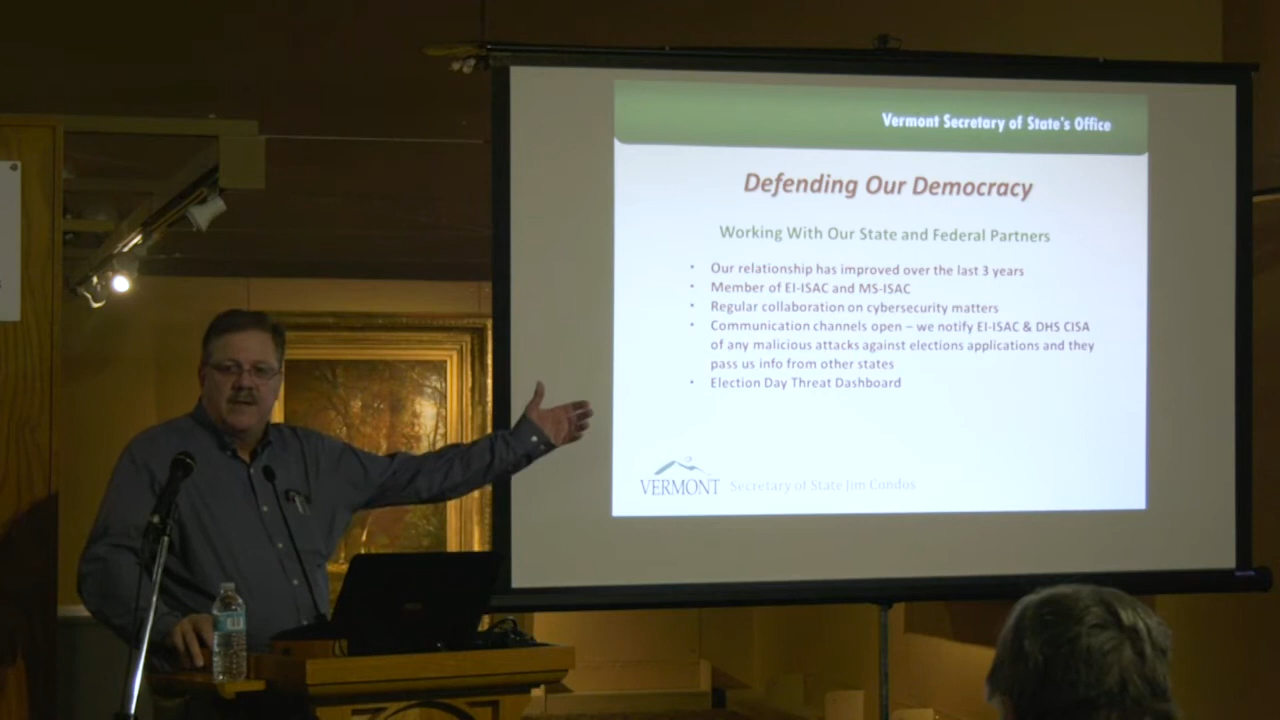 Vermont Secretary of State's Office
Defending Our Democracy
Working With Our State and Federal Partners
• Our relationship has improved over the last 3 years
• Member of EI-ISAC and MS-ISAC
• Regular collaboration on cybersecurity matters
• Communication channels open – we notify EI-ISAC & DHS CISA
of any malicious attacks against elections applications and they
pass us info from other states
• Election Day Threat Dashboard
VERMONT Secretary of State Jim Condos